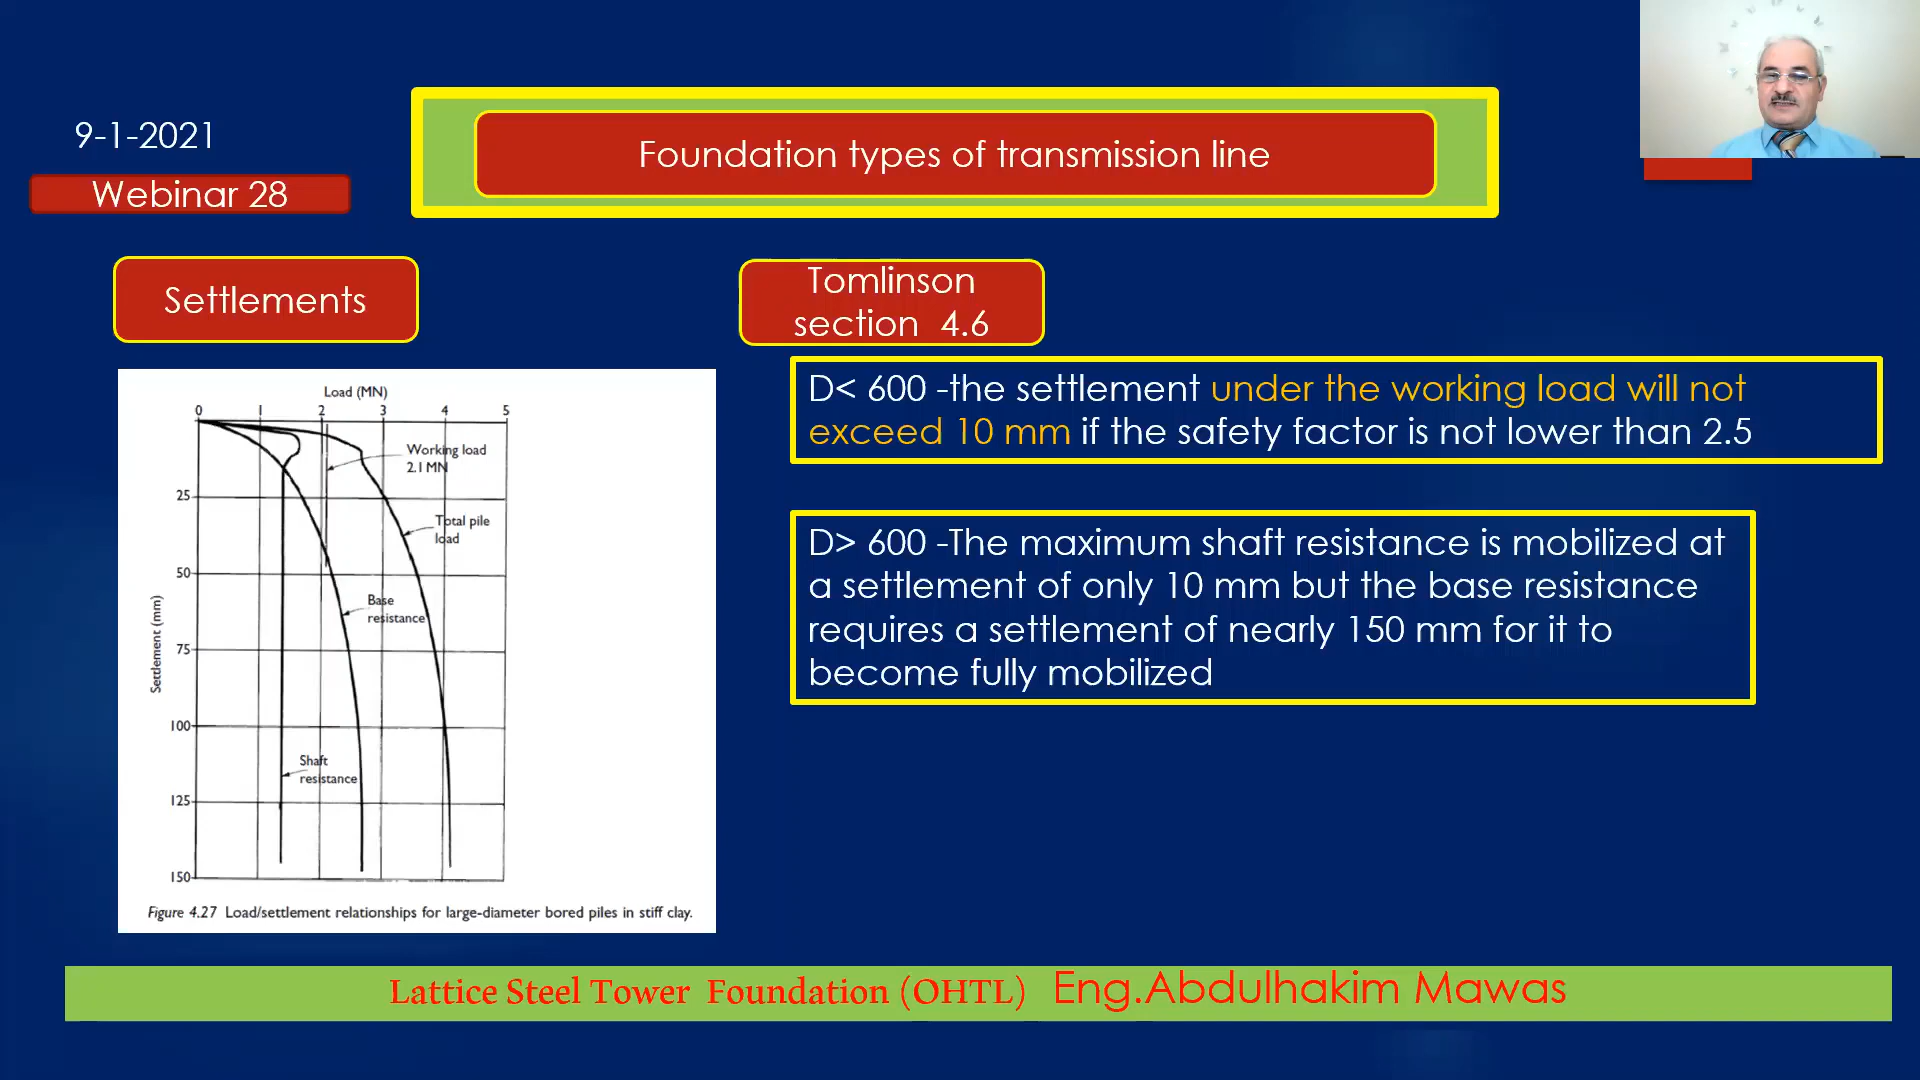 9-1-2021
Webinar 28
Foundation types of transmission line
Settlements
Tomlinson
section 4.6
Load (MN)
0 1 2 3 4 5
Working load
2.1 MN
25
Total pile
load
50
Base
resistance
Settlement (mm)
75
100
Shaft
resistance
125
150
Figure 4.27 Load/settlement relationships for large-diameter bored piles in stiff clay.
D< 600 -the settlement under the working load will not
exceed 10 mm if the safety factor is not lower than 2.5
D> 600 -The maximum shaft resistance is mobilized at
a settlement of only 10 mm but the base resistance
requires a settlement of nearly 150 mm for it to
become fully mobilized
Lattice Steel Tower Foundation (OHTL) Eng.Abdulhakim Mawas